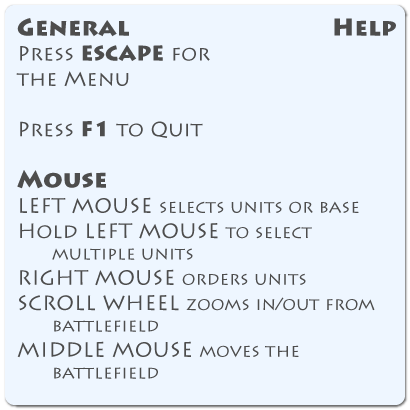 General Help
Press ESCAPE for
the Menu
Press F1 to Quit
Mouse
LEFT MOUSE selects units or base
Hold LEFT MOUSE to select
multiple units
RIGHT MOUSE orders units
SCROLL WHEEL zooms in/out from
battlefield
MIDDLE MOUSE moves the
battlefield